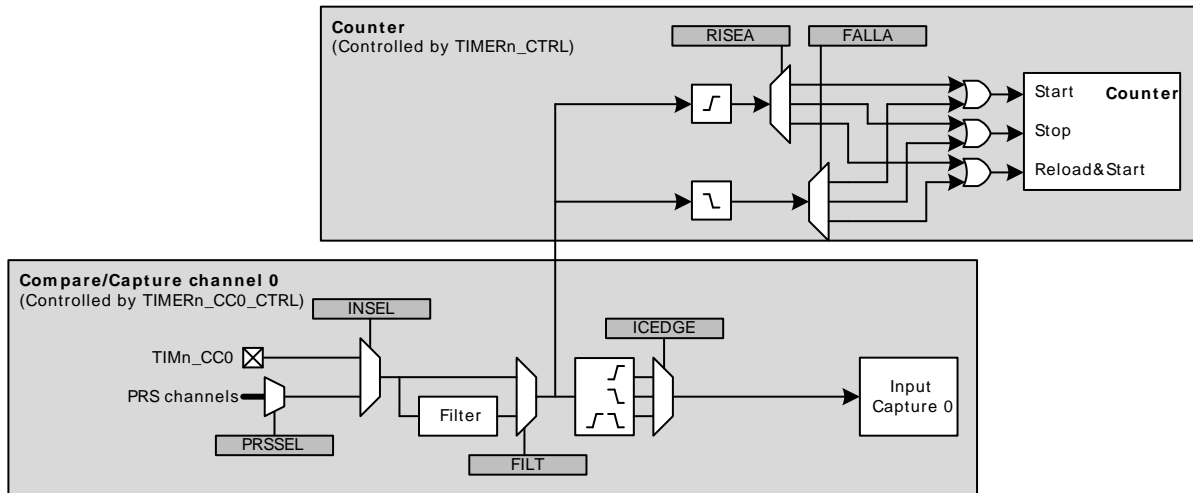 Counter
(Controlled by TIMERn_CTRL)
RISEA
FALLA
Start
Counter
Stop
Reload&Start
Compare/Capture channel 0
(Controlled by TIMERn_CC0_CTRL)
INSEL
ICEDGE
TIMn_CC0
PRS channels
Filter
Input
Capture 0
PRSSEL
FILT